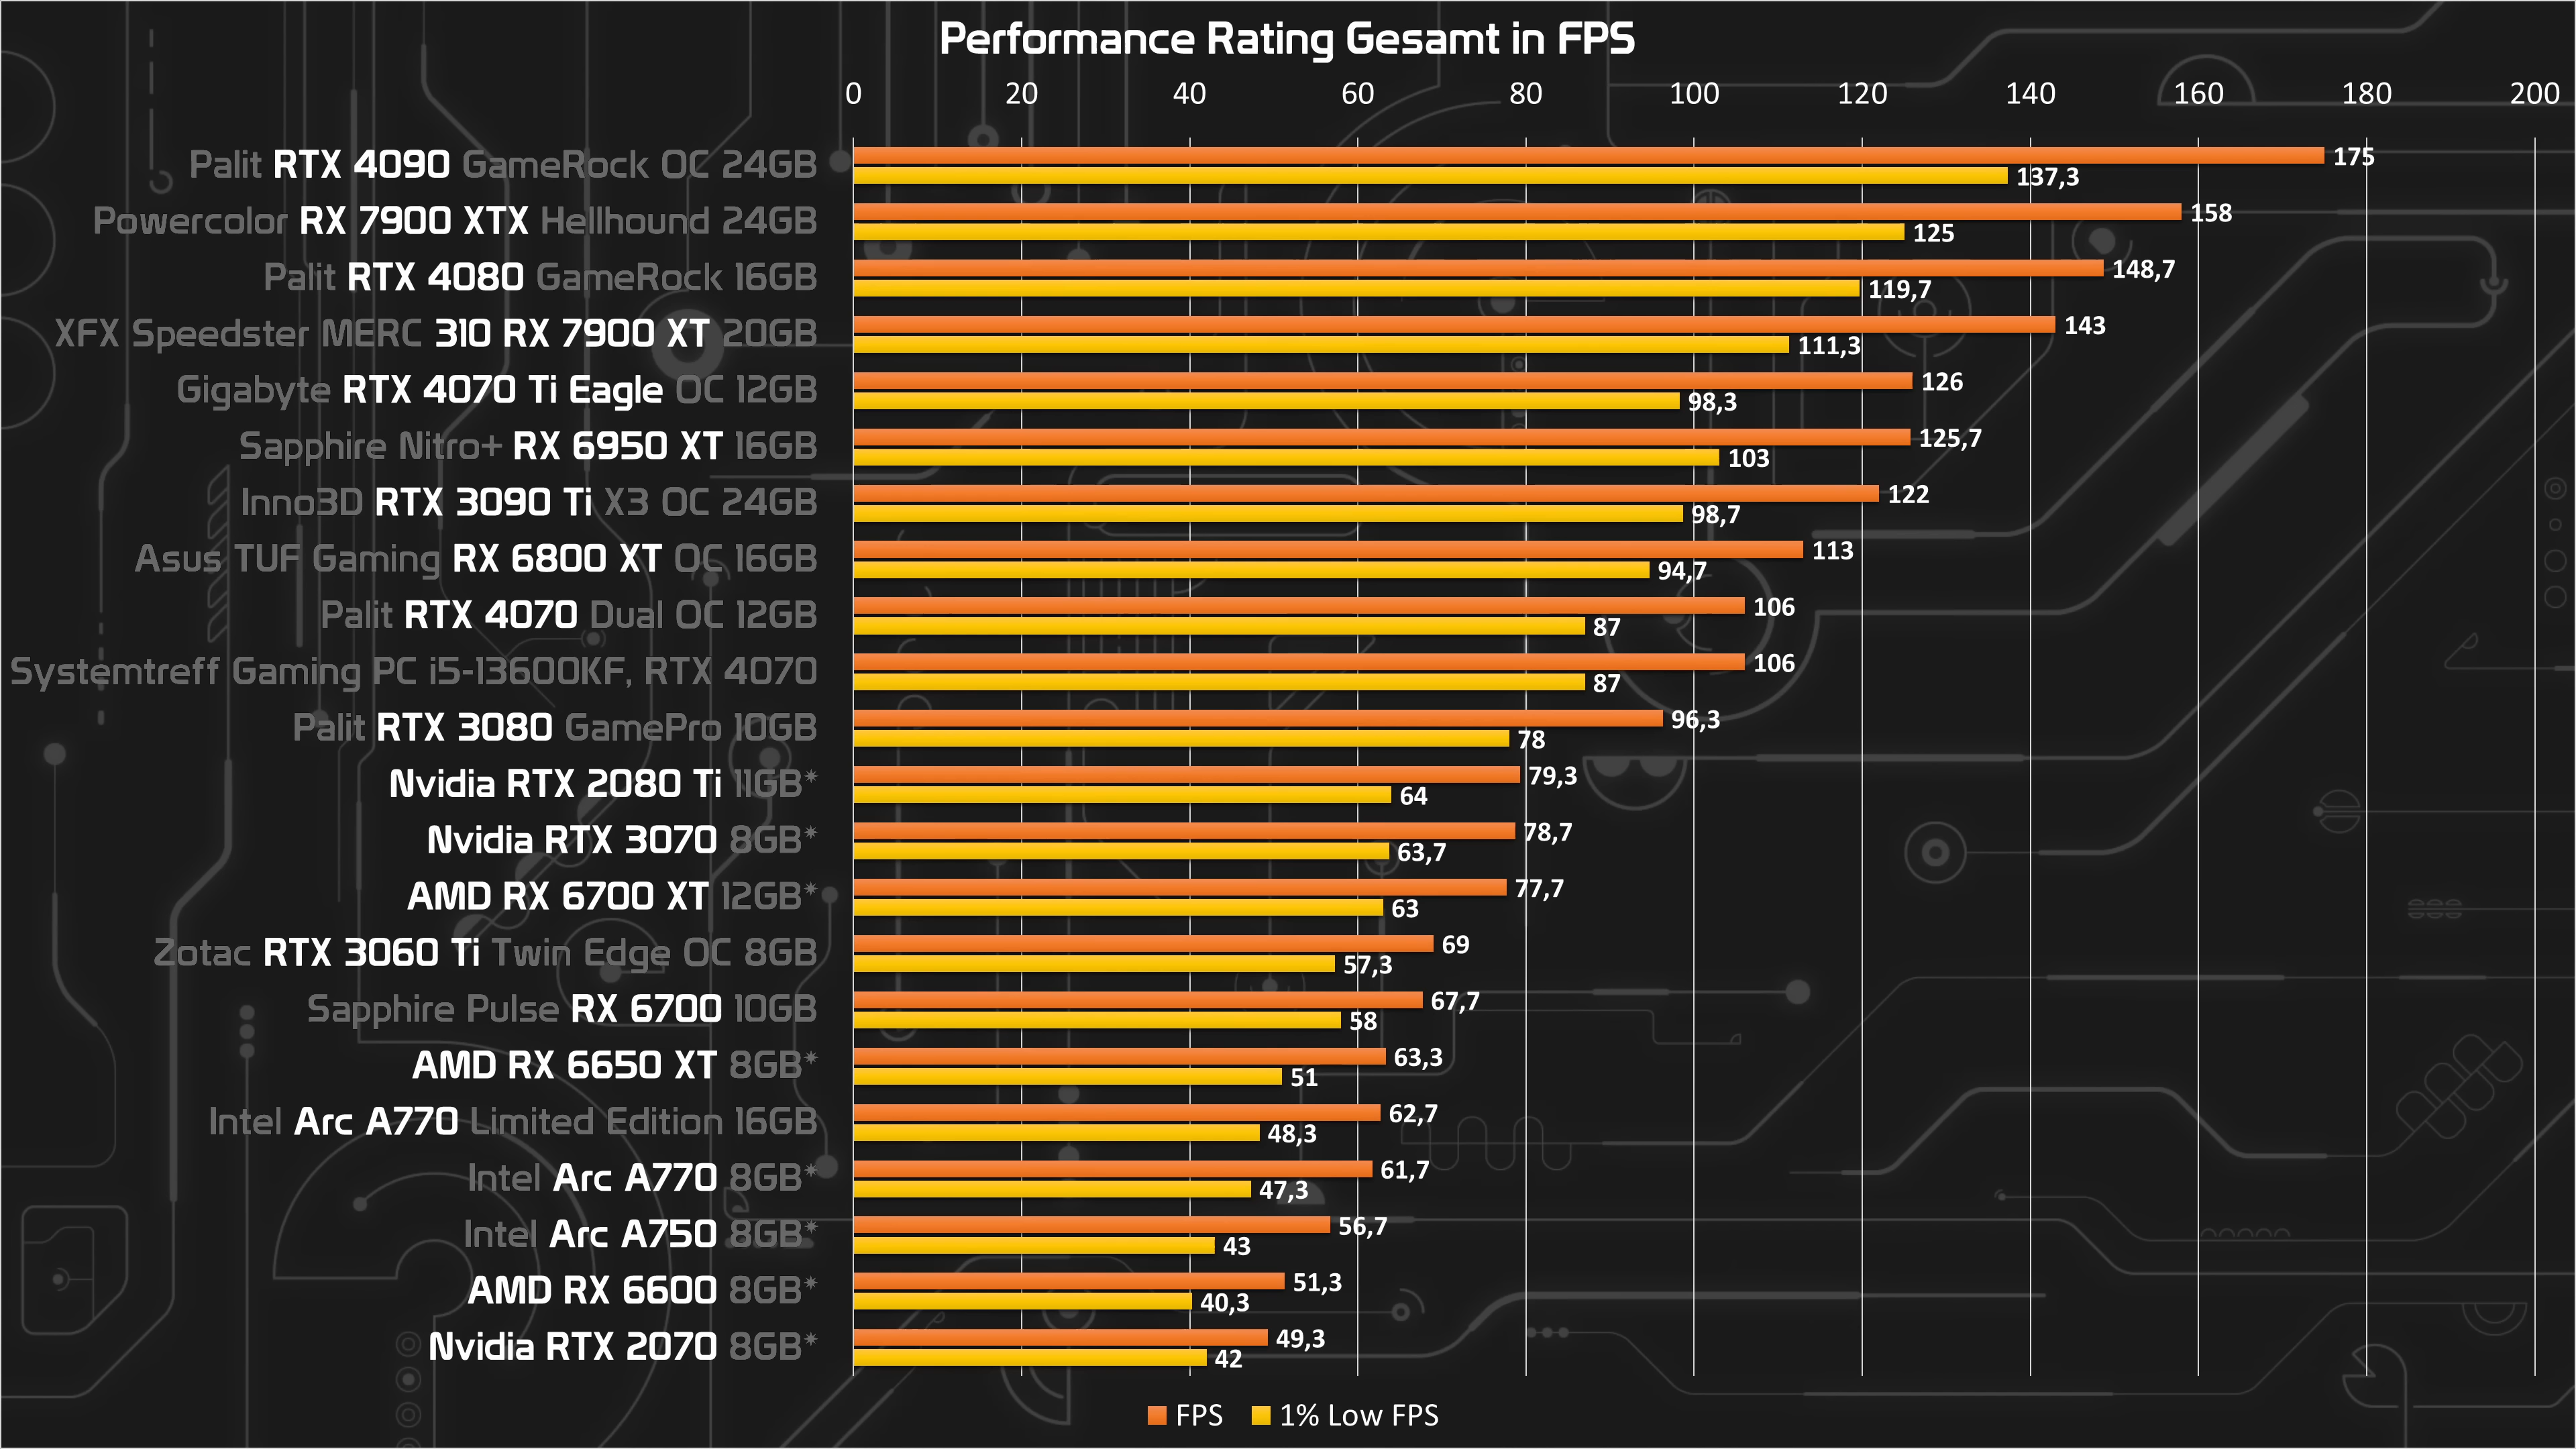 Performance Rating Gesamt in FPS
0 20 40 60 80 100 120 140 160 180 200
Palit RTX 4090 GameRock OC 24GB 175
137,3
Powercolor RX 7900 XTX Hellhound 24GB 158
125
Palit RTX 4080 GameRock 16GB 148,7
119,7
XFX Speedster MERC 310 RX 7900 XT 20GB 143
111,3
Gigabyte RTX 4070 Ti Eagle OC 12GB 126
98,3
Sapphire Nitro+ RX 6950 XT 16GB 125,7
103
Inno3D RTX 3090 Ti X3 OC 24GB 122
98,7
Asus TUF Gaming RX 6800 XT OC 16GB 113
94,7
Palit RTX 4070 Dual OC 12GB 106
87
Systemtreff Gaming PC i5-13600KF, RTX 4070 106
87
Palit RTX 3080 GamePro 10GB 96,3
78
Nvidia RTX 2080 Ti 11GB* 79,3
64
Nvidia RTX 3070 8GB* 78,7
63,7
AMD RX 6700 XT 12GB* 77,7
63
Zotac RTX 3060 Ti Twin Edge OC 8GB 69
57,3
Sapphire Pulse RX 6700 10GB 67,7
58
AMD RX 6650 XT 8GB* 63,3
51
Intel Arc A770 Limited Edition 16GB 62,7
48,3
Intel Arc A770 8GB* 61,7
47,3
Intel Arc A750 8GB* 56,7
43
AMD RX 6600 8GB* 51,3
40,3
Nvidia RTX 2070 8GB* 49,3
42
FPS 1% Low FPS